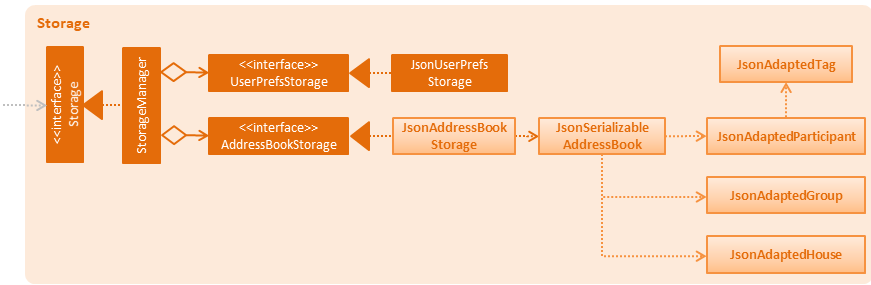 Storage
<<interface>>
Storage
StorageManager
<<interface>>
UserPrefsStorage
JsonUserPrefs
Storage
<<interface>>
AddressBookStorage
JsonAddressBook
Storage
JsonSerializable
AddressBook
JsonAdaptedTag
JsonAdaptedParticipant
JsonAdaptedGroup
JsonAdaptedHouse